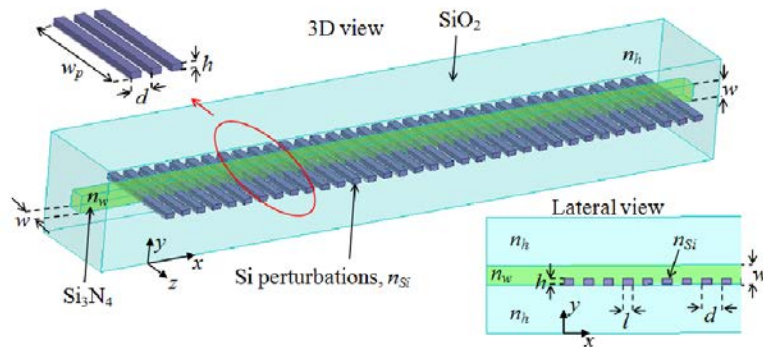 3D view
SiO₂
h
w_p
d
n_h
w
n_w
w
y
x
z
Si₃N₄
Si perturbations, n_Si
Lateral view
n_h
n_Si
n_w
h
w
n_h
y
x
l
d